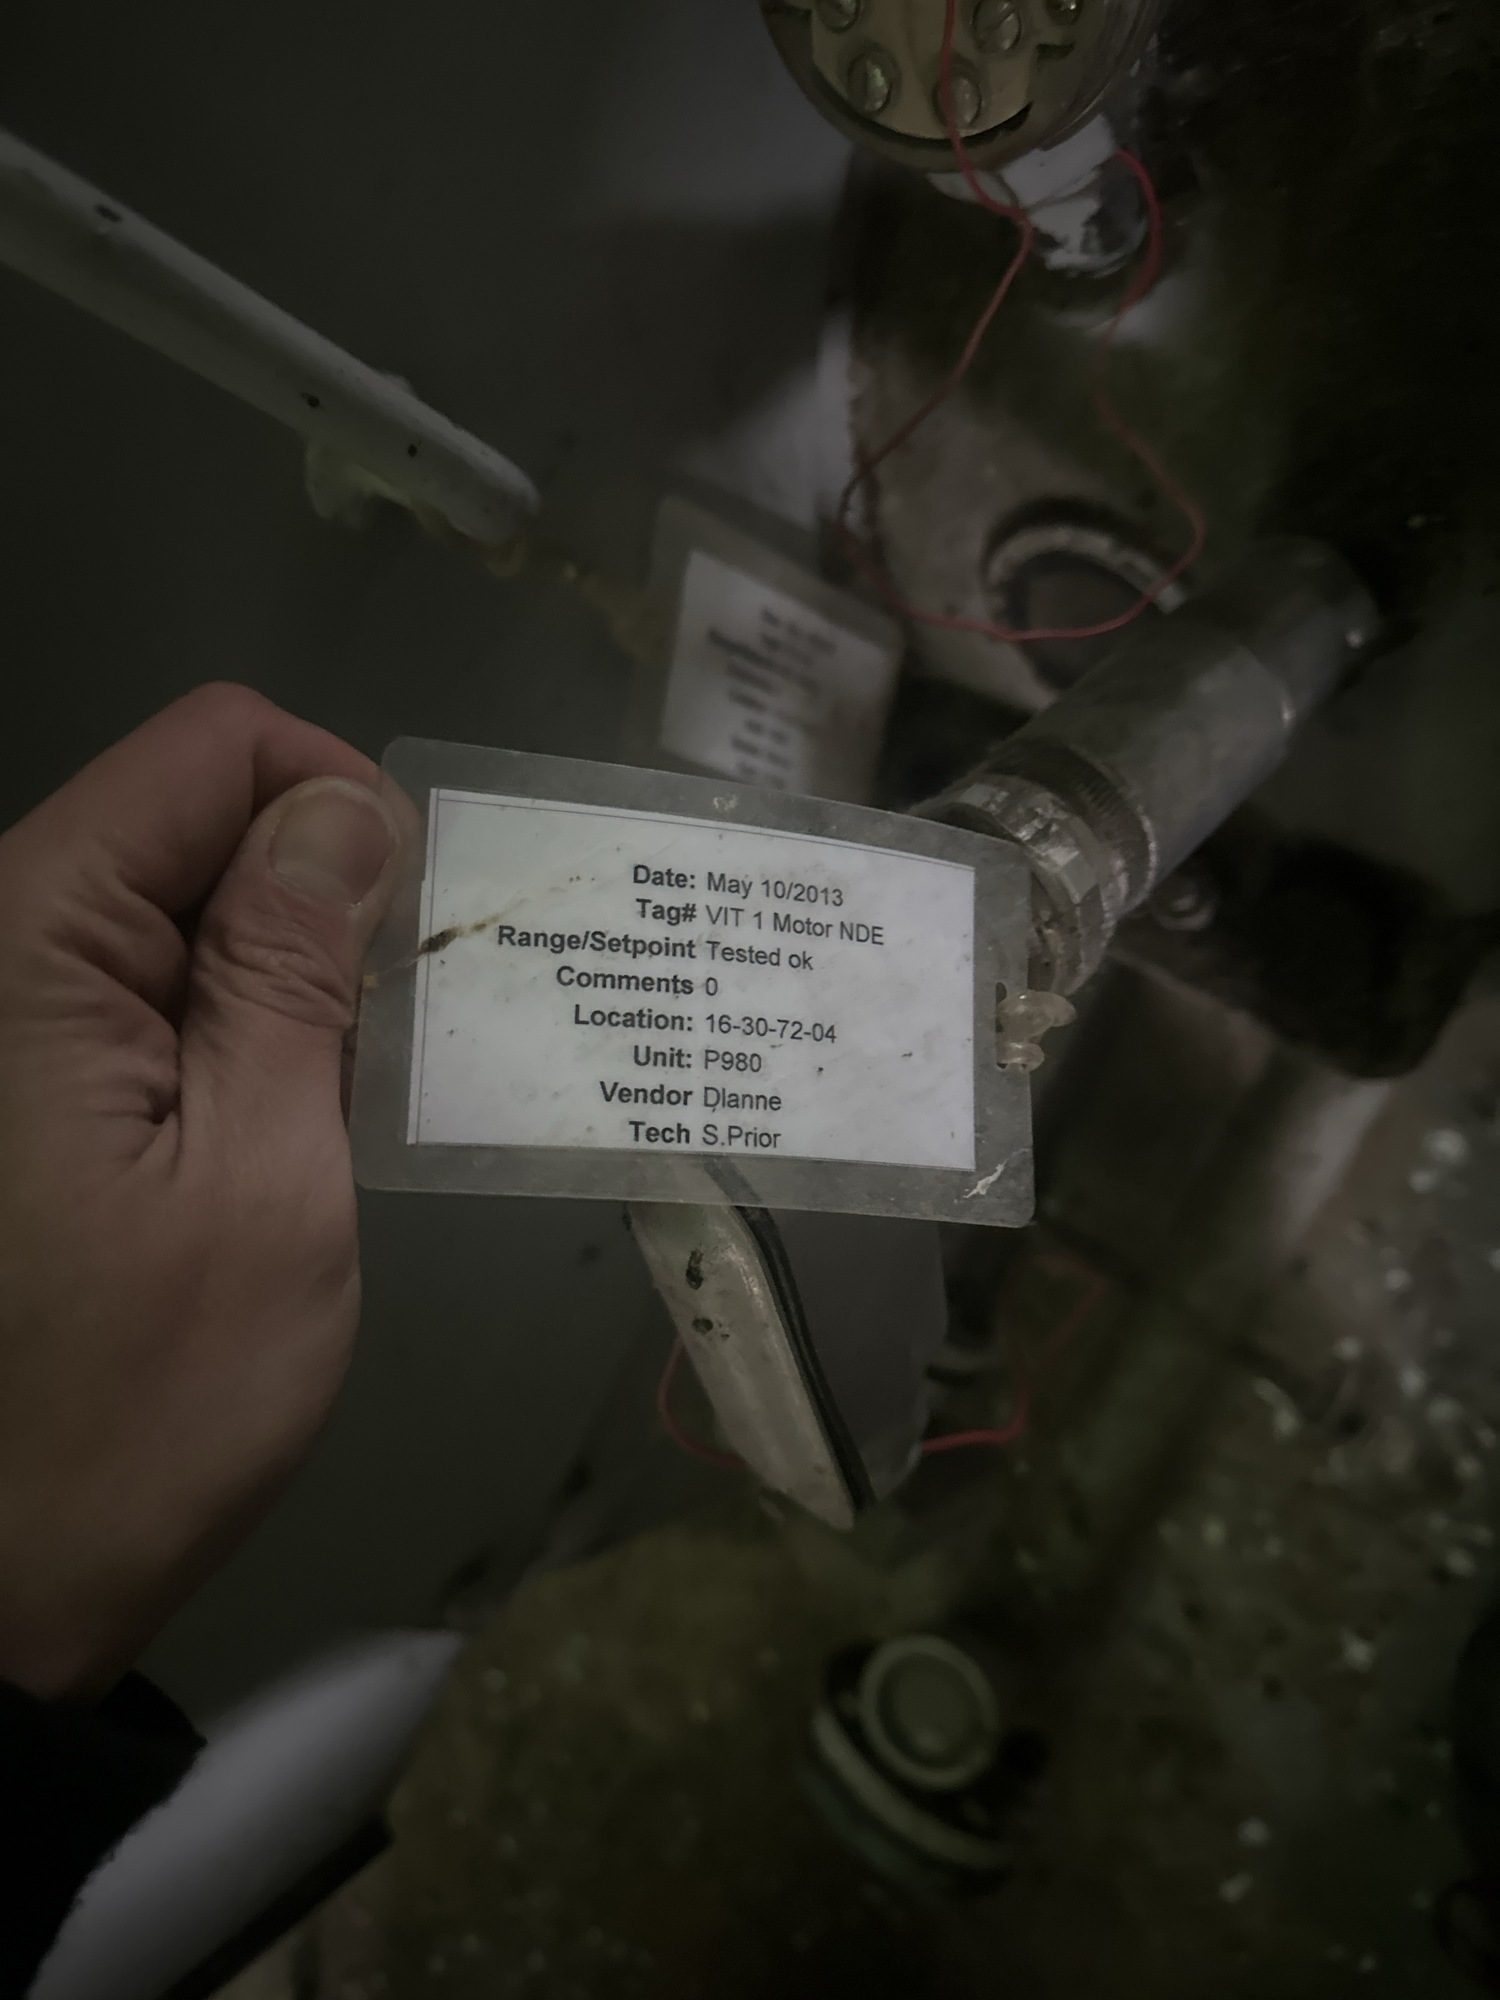 Date: May 10/2013
Tag# VIT 1 Motor NDE
Range/Setpoint Tested ok
Comments 0
Location: 16-30-72-04
Unit: P980
Vendor DIanne
Tech S.Prior